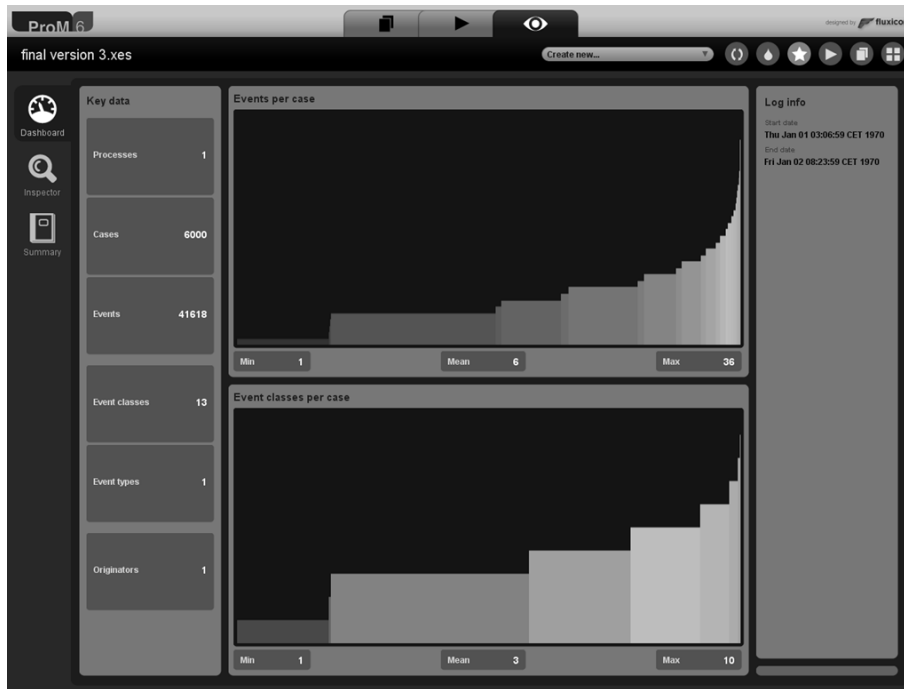 ProM 6
designed by fluxicon
final version 3.xes
Create new...
Dashboard
Inspector
Summary
Key data
Processes 1
Cases 6000
Events 41618
Event classes 13
Event types 1
Originators 1
Events per case
Min 1 Mean 6 Max 36
Event classes per case
Min 1 Mean 3 Max 10
Log info
Start date
Thu Jan 01 03:06:59 CET 1970
End date
Fri Jan 02 08:23:59 CET 1970